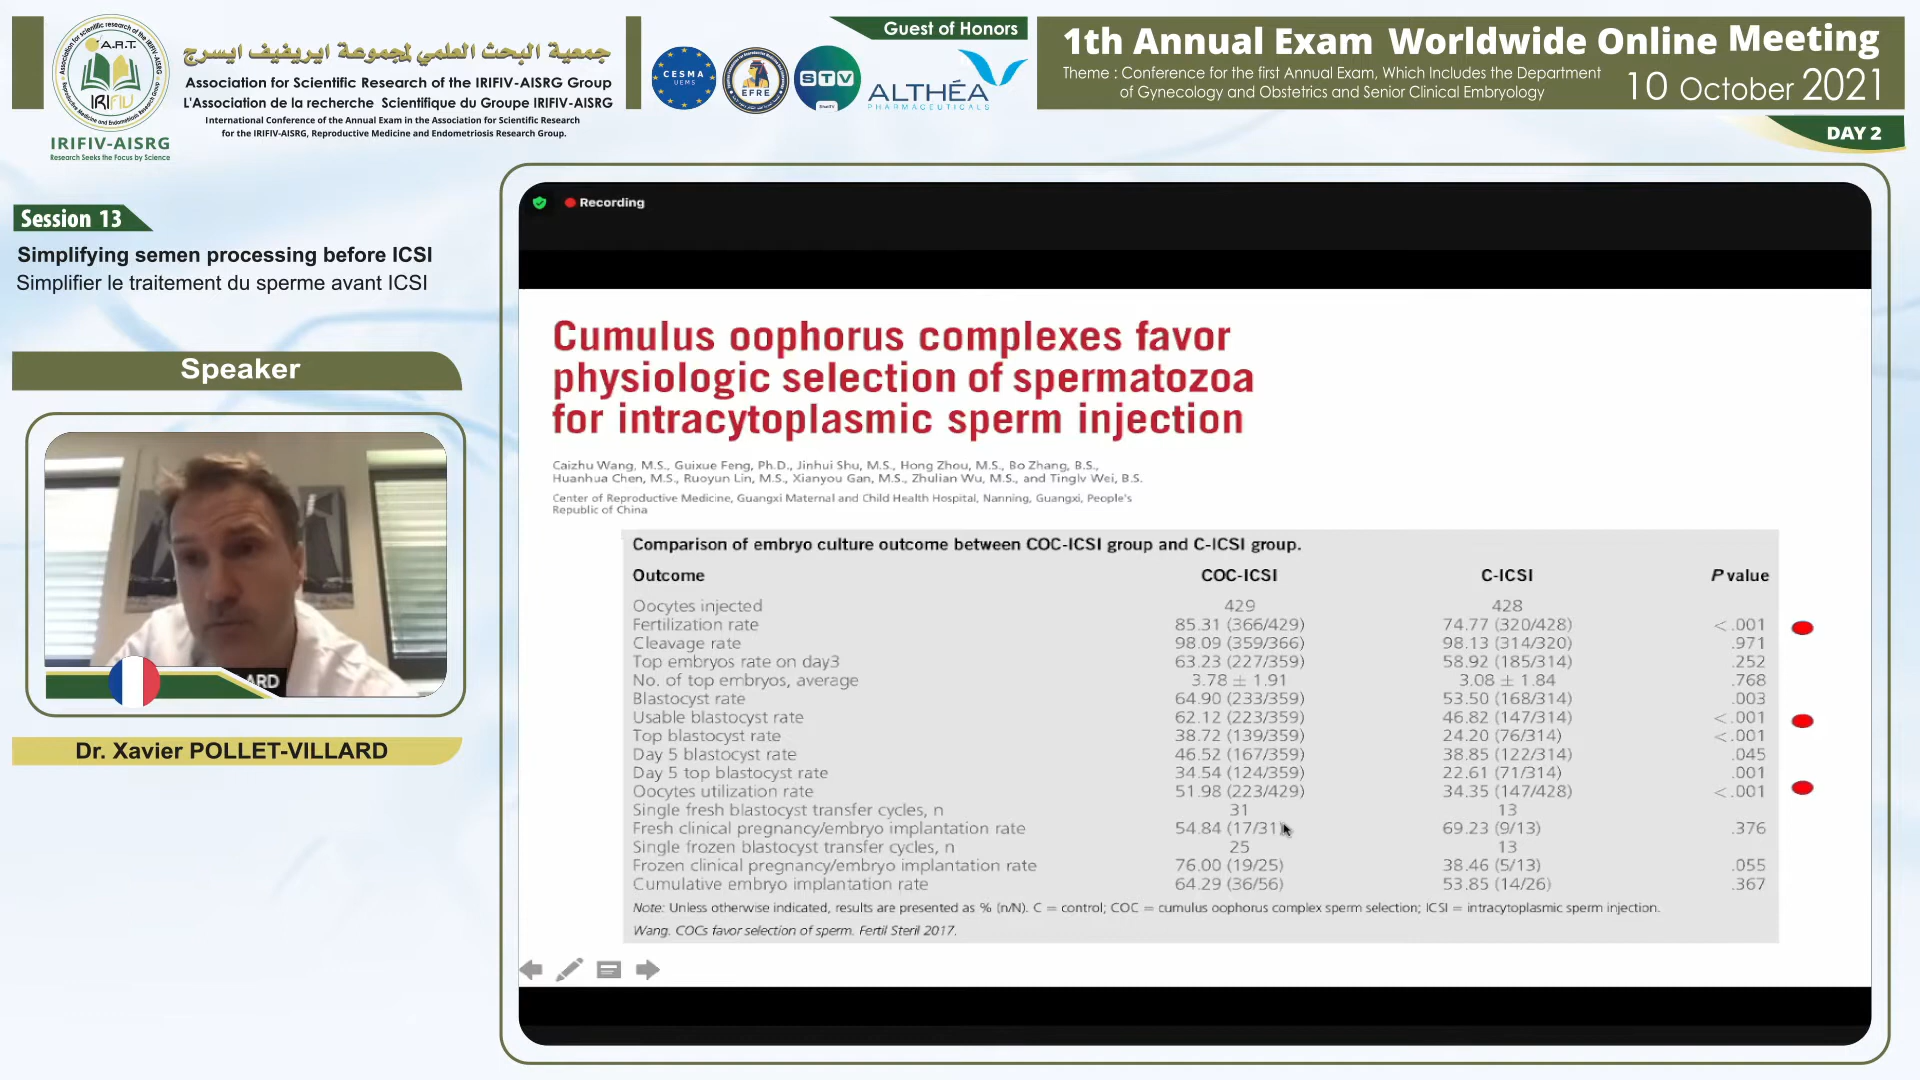 A.R.T.
IRIFIV
IRIFIV-AISRG
Research Seeks the Focus by Science
جمعية البحث العلمي لمجموعة ايريفيف ايسرج
Association for Scientific Research of the IRIFIV-AISRG Group
L'Association de la recherche Scientifique du Groupe IRIFIV-AISRG
International Conference of the Annual Exam in the Association for Scientific Research
for the IRIFIV-AISRG, Reproductive Medicine and Endometriosis Research Group.
Guest of Honors
CESMA
UEMS
EFRE
STV
ALTHÉA
PHARMACEUTICALS
1th Annual Exam Worldwide Online Meeting
Theme : Conference for the first Annual Exam, Which Includes the Department
of Gynecology and Obstetrics and Senior Clinical Embryology
10 October 2021
DAY 2
Session 13
Simplifying semen processing before ICSI
Simplifier le traitement du sperme avant ICSI
Speaker
ARD
Dr. Xavier POLLET-VILLARD
Recording
Cumulus oophorus complexes favor
physiologic selection of spermatozoa
for intracytoplasmic sperm injection
Caizhu Wang, M.S., Guixue Feng, Ph.D., Jinhui Shu, M.S., Hong Zhou, M.S., Bo Zhang, B.S.,
Huanhua Chen, M.S., Ruoyun Lin, M.S., Xianyou Gan, M.S., Zhulian Wu, M.S., and Tinglv Wei, B.S.
Center of Reproductive Medicine, Guangxi Maternal and Child Health Hospital, Nanning, Guangxi, People's
Republic of China
Comparison of embryo culture outcome between COC-ICSI group and C-ICSI group.
Outcome COC-ICSI C-ICSI P value
Oocytes injected 429 428
Fertilization rate 85.31 (366/429) 74.77 (320/428) <.001
Cleavage rate 98.09 (359/366) 98.13 (314/320) .971
Top embryos rate on day3 63.23 (227/359) 58.92 (185/314) .252
No. of top embryos, average 3.78 ± 1.91 3.08 ± 1.84 .768
Blastocyst rate 64.90 (233/359) 53.50 (168/314) .003
Usable blastocyst rate 62.12 (223/359) 46.82 (147/314) <.001
Top blastocyst rate 38.72 (139/359) 24.20 (76/314) <.001
Day 5 blastocyst rate 46.52 (167/359) 38.85 (122/314) .045
Day 5 top blastocyst rate 34.54 (124/359) 22.61 (71/314) .001
Oocytes utilization rate 51.98 (223/429) 34.35 (147/428) <.001
Single fresh blastocyst transfer cycles, n 31 13
Fresh clinical pregnancy/embryo implantation rate 54.84 (17/31) 69.23 (9/13) .376
Single frozen blastocyst transfer cycles, n 25 13
Frozen clinical pregnancy/embryo implantation rate 76.00 (19/25) 38.46 (5/13) .055
Cumulative embryo implantation rate 64.29 (36/56) 53.85 (14/26) .367
Note: Unless otherwise indicated, results are presented as % (n/N). C = control; COC = cumulus oophorus complex sperm selection; ICSI = intracytoplasmic sperm injection.
Wang. COCs favor selection of sperm. Fertil Steril 2017.